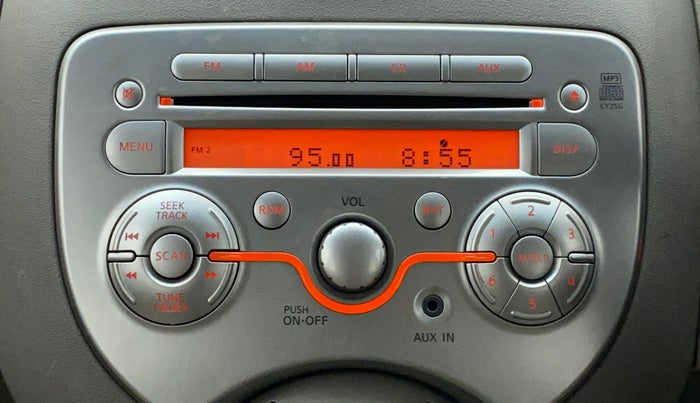 FM
AM
CD
AUX
MP3
CY25G
MENU
FM 2
95.00
8:55
DISP
SEEK
TRACK
SCAN
TUNE
FOLDER
RDM
VOL
RPT
PUSH
ON-OFF
AUX IN
1
2
3
4
5
6